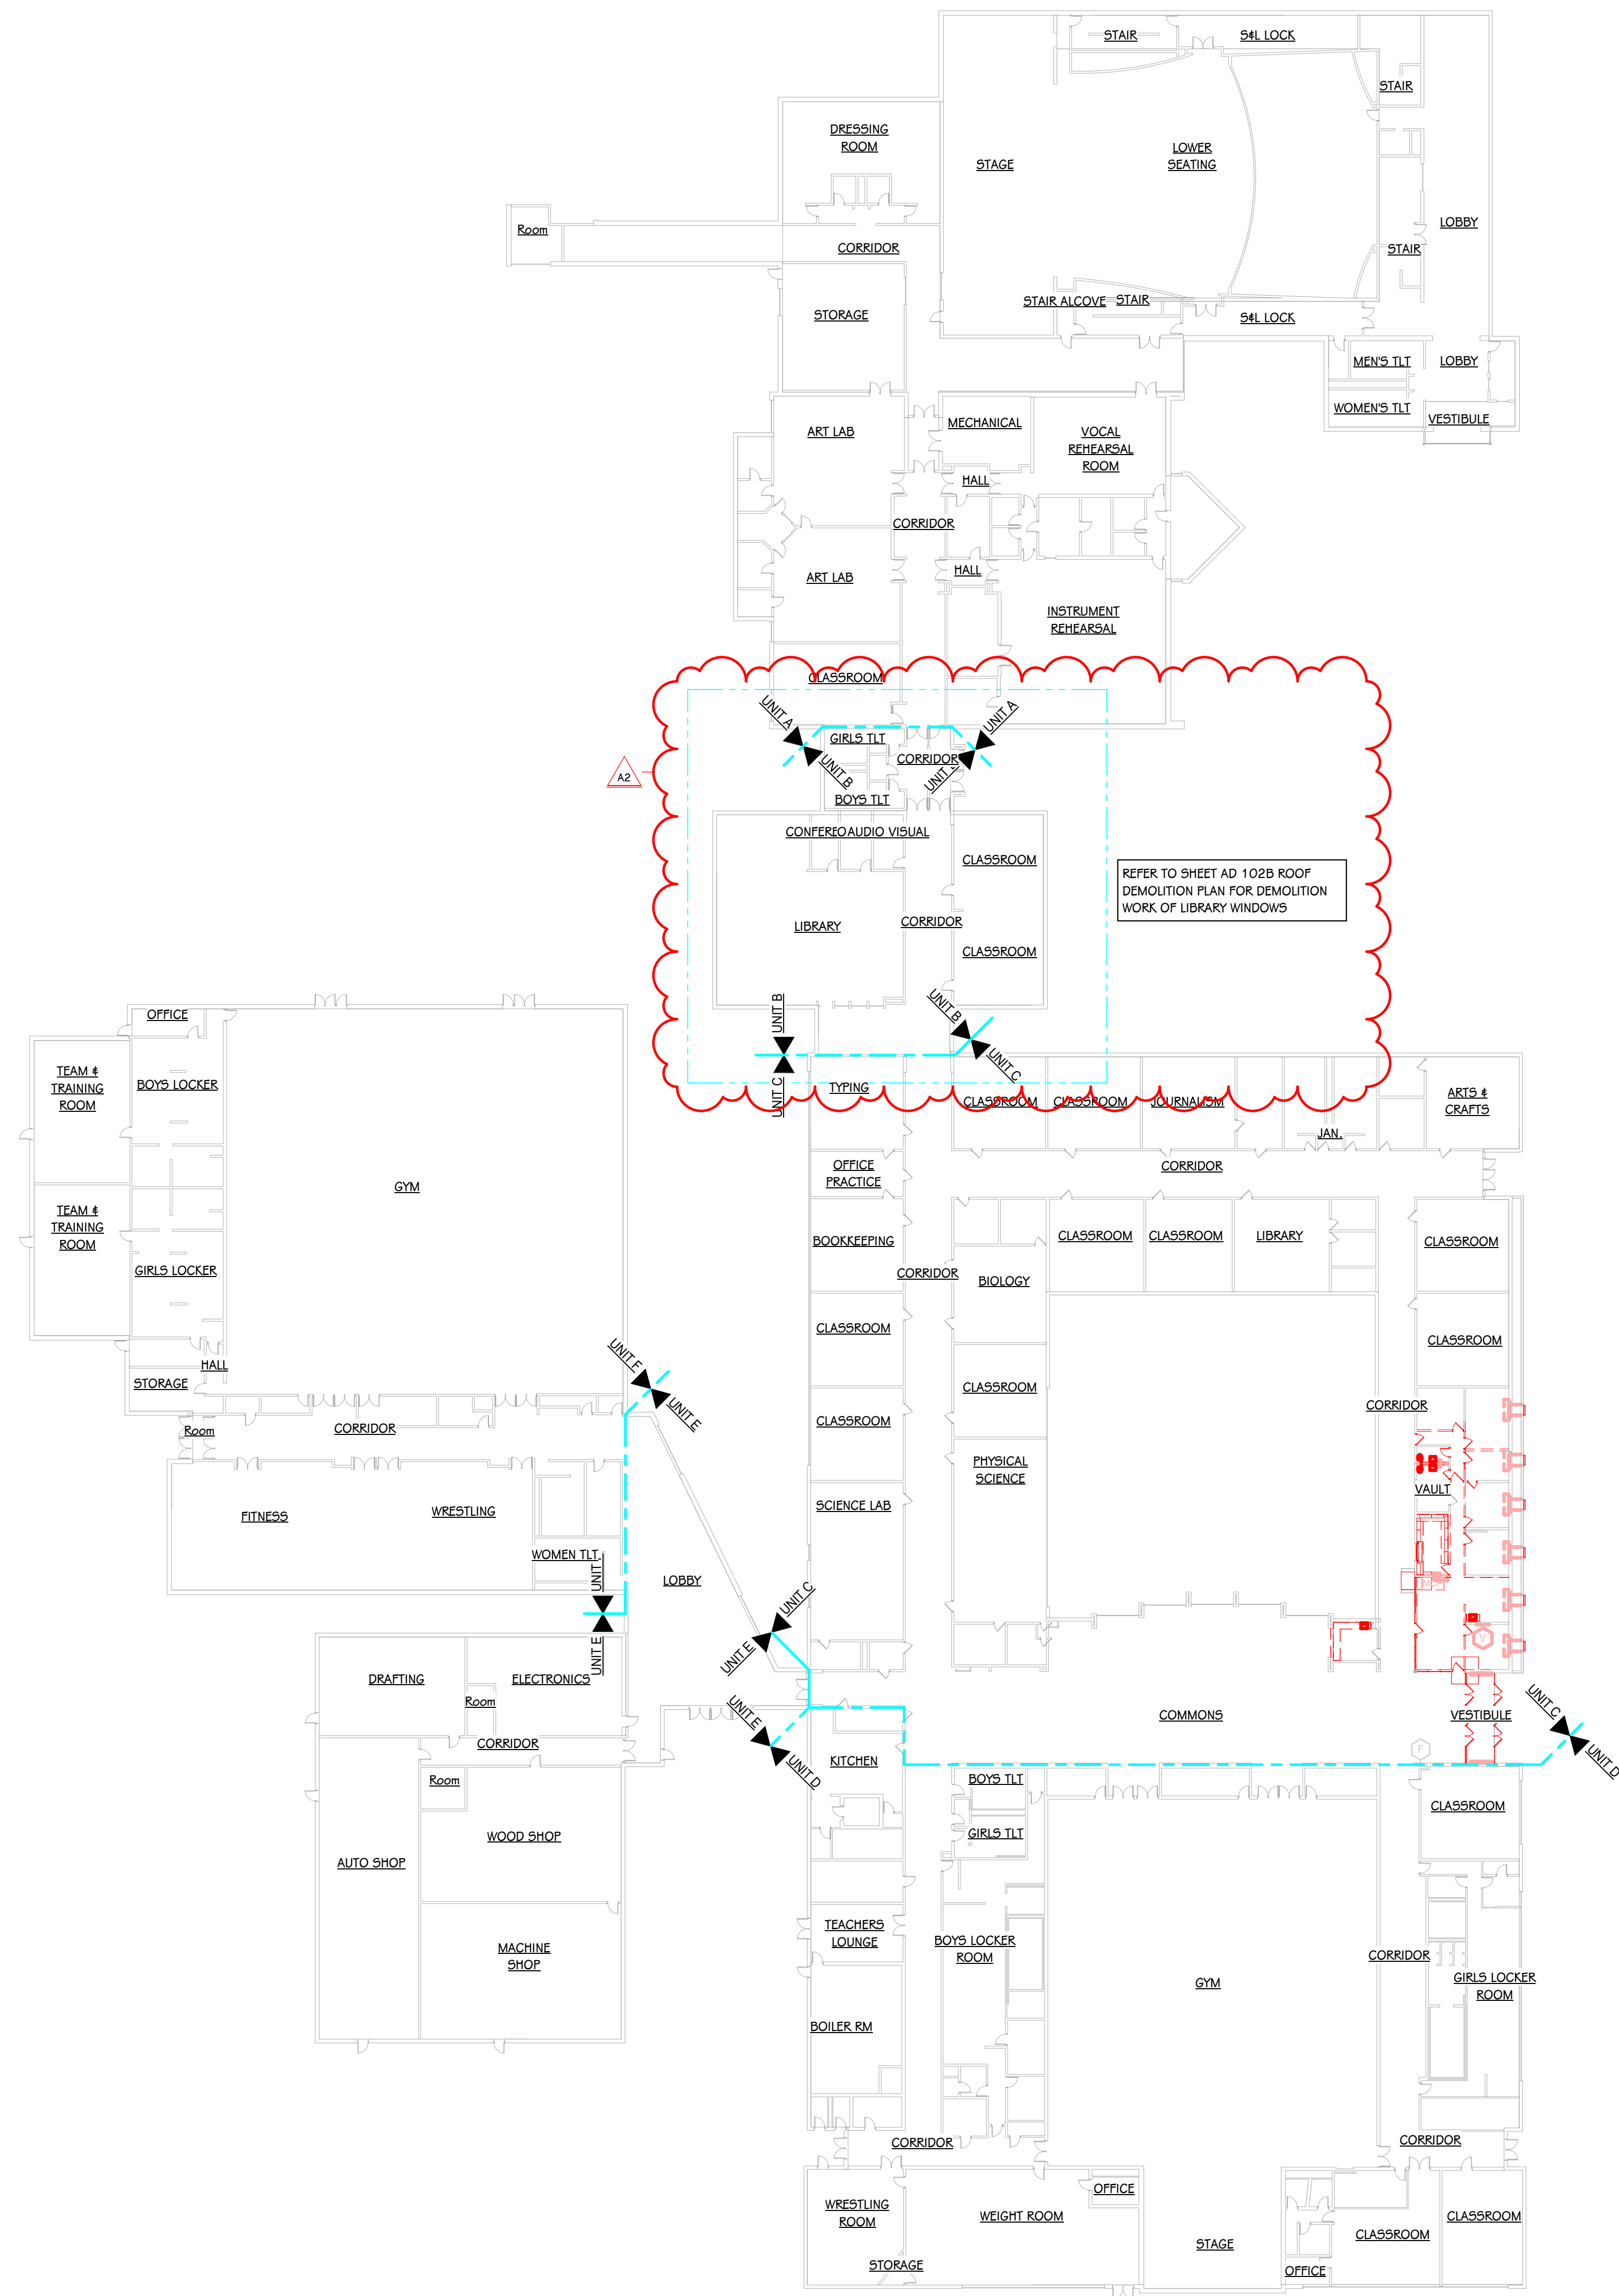 STAIR
S&L LOCK
STAIR
DRESSING
ROOM
STAGE
LOWER
SEATING
LOBBY
Room
CORRIDOR
STAIR
STAIR ALCOVE
STAIR
STORAGE
S&L LOCK
MEN'S TLT
LOBBY
WOMEN'S TLT
VESTIBULE
ART LAB
MECHANICAL
VOCAL
REHEARSAL
ROOM
HALL
CORRIDOR
HALL
ART LAB
INSTRUMENT
REHEARSAL
CLASSROOM
UNIT A
UNIT B
UNIT A
UNIT
GIRLS TLT
CORRIDOR
A2
BOYS TLT
CONFEREO
AUDIO VISUAL
CLASSROOM
REFER TO SHEET AD 102B ROOF
DEMOLITION PLAN FOR DEMOLITION
WORK OF LIBRARY WINDOWS
LIBRARY
CORRIDOR
CLASSROOM
UNIT B
UNIT C
UNIT B
UNIT C
OFFICE
TEAM &
TRAINING
ROOM
BOYS LOCKER
TYPING
CLASSROOM
CLASSROOM
JOURNALISM
ARTS &
CRAFTS
JAN.
GYM
OFFICE
PRACTICE
CORRIDOR
TEAM &
TRAINING
ROOM
GIRLS LOCKER
BOOKKEEPING
CORRIDOR
BIOLOGY
CLASSROOM
CLASSROOM
LIBRARY
CLASSROOM
CLASSROOM
CLASSROOM
HALL
STORAGE
UNIT F
UNIT E
CLASSROOM
CLASSROOM
CORRIDOR
Room
CORRIDOR
PHYSICAL
SCIENCE
VAULT
FITNESS
WRESTLING
SCIENCE LAB
WOMEN TLT
UNIT
UNIT E
LOBBY
UNIT C
UNIT E
V
DRAFTING
ELECTRONICS
Room
CORRIDOR
UNIT E
UNIT D
COMMONS
VESTIBULE
UNIT C
UNIT D
F
KITCHEN
Room
BOYS TLT
CLASSROOM
WOOD SHOP
GIRLS TLT
AUTO SHOP
MACHINE
SHOP
TEACHERS
LOUNGE
BOYS LOCKER
ROOM
GYM
CORRIDOR
GIRLS LOCKER
ROOM
BOILER RM
CORRIDOR
CORRIDOR
WRESTLING
ROOM
WEIGHT ROOM
OFFICE
STORAGE
STAGE
OFFICE
CLASSROOM
CLASSROOM